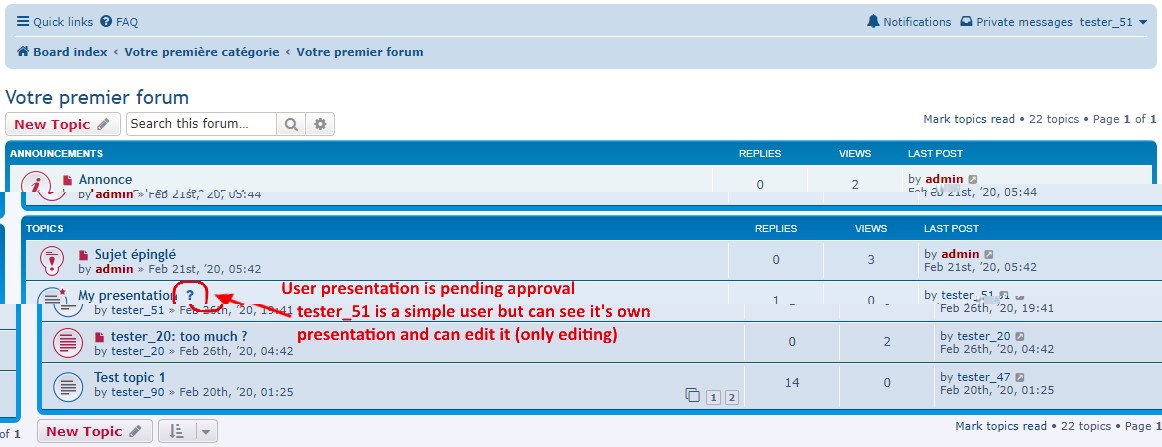 Quick links FAQ Notifications Private messages tester_51
Board index ‹ Votre première catégorie ‹ Votre premier forum
Votre premier forum
New Topic Search this forum... Mark topics read • 22 topics • Page 1 of 1
ANNOUNCEMENTS REPLIES VIEWS LAST POST
Annonce 0 2 by admin
by admin » Feb 21st, '20, 05:44 Feb 21st, '20, 05:44
TOPICS REPLIES VIEWS LAST POST
Sujet épinglé 0 3 by admin
by admin » Feb 21st, '20, 05:42 Feb 21st, '20, 05:42
User presentation is pending approval
My presentation ? 1 0 by tester_51
by tester_51 » Feb 26th, '20, 19:41 Feb 26th, '20, 19:41
tester_51 is a simple user but can see it's own
presentation and can edit it (only editing)
tester_20: too much ? 0 2 by tester_20
by tester_20 » Feb 26th, '20, 04:42 Feb 26th, '20, 04:42
Test topic 1 14 0 by tester_47
by tester_90 » Feb 20th, '20, 01:25 1 2 Feb 20th, '20, 01:25
of 1 New Topic Mark topics read • 22 topics • Page 1